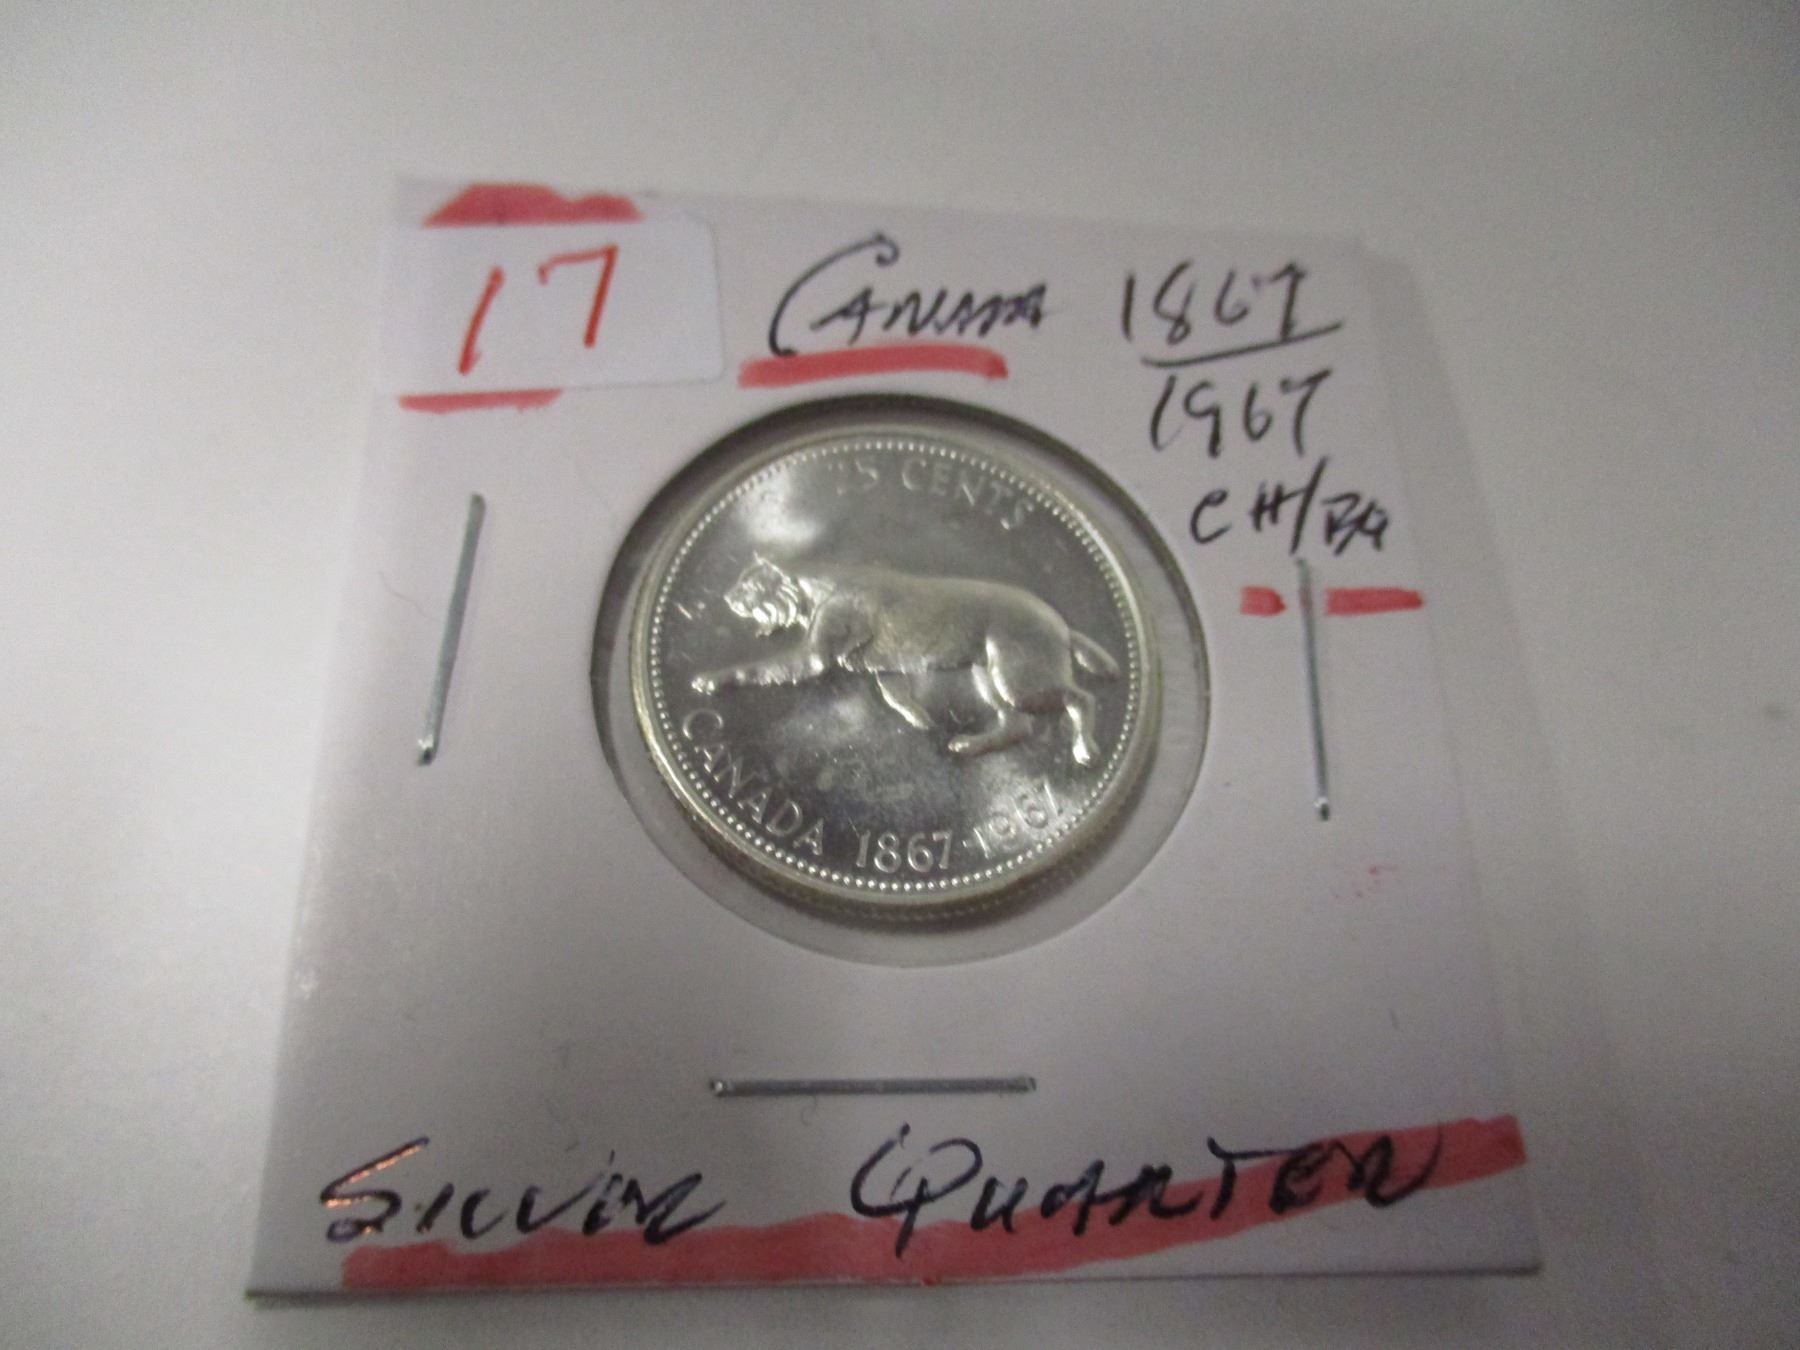 17
CANADA 1867
1967
CH/BU
25 CENTS
CANADA 1867-1967
SILVER QUARTER